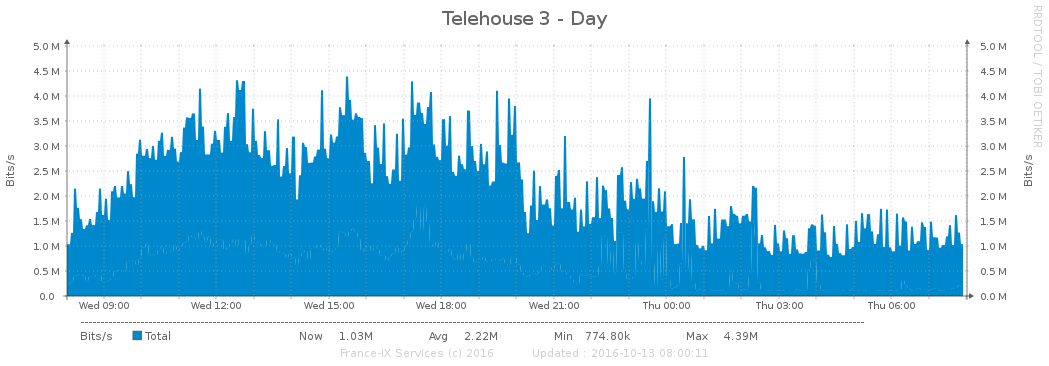 Telehouse 3 - Day
RRDTOOL / TOBI OETIKER
Bits/s
5.0 M 5.0 M
4.5 M 4.5 M
4.0 M 4.0 M
3.5 M 3.5 M
3.0 M 3.0 M
2.5 M 2.5 M
2.0 M 2.0 M
1.5 M 1.5 M
1.0 M 1.0 M
0.5 M 0.5 M
0.0 0.0 M
Bits/s
Wed 09:00 Wed 12:00 Wed 15:00 Wed 18:00 Wed 21:00 Thu 00:00 Thu 03:00 Thu 06:00
Bits/s Total Now 1.03M Avg 2.22M Min 774.80k Max 4.39M
France-IX Services (c) 2016 Updated : 2016-10-13 08:00:11